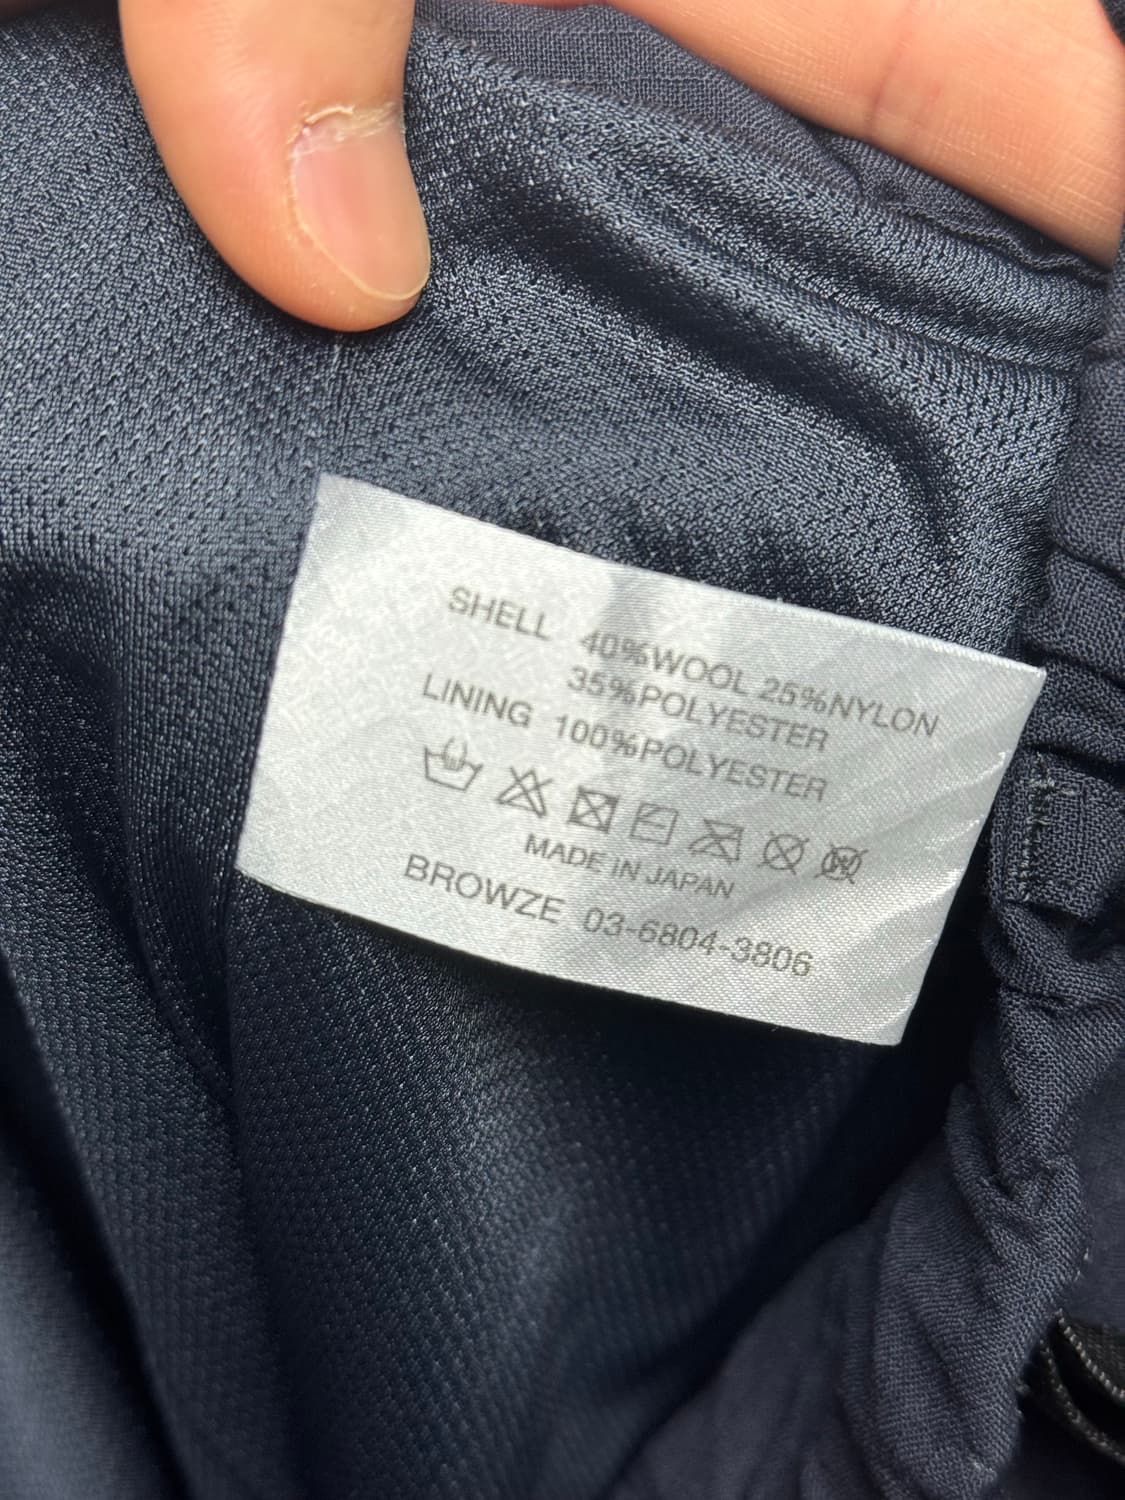 SHELL 40%WOOL 25%NYLON
35%POLYESTER
LINING 100%POLYESTER
MADE IN JAPAN
BROWZE 03-6804-3806